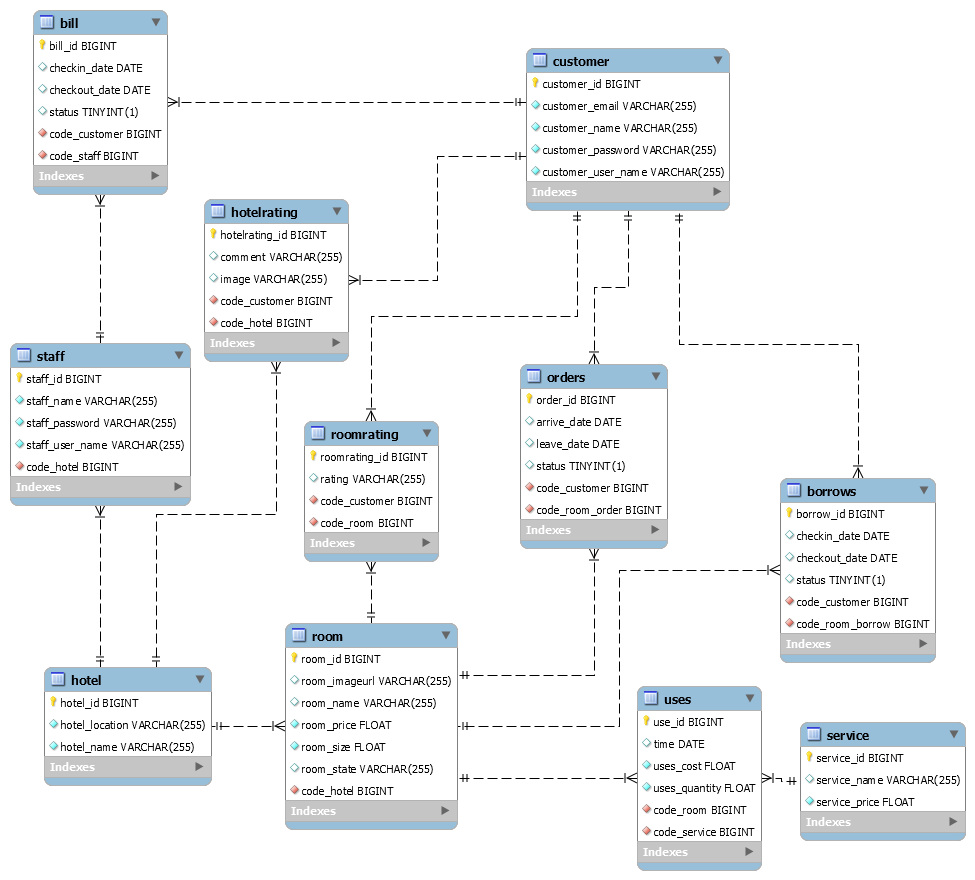 bill
bill_id BIGINT
checkin_date DATE
checkout_date DATE
status TINYINT(1)
code_customer BIGINT
code_staff BIGINT
Indexes
customer
customer_id BIGINT
customer_email VARCHAR(255)
customer_name VARCHAR(255)
customer_password VARCHAR(255)
customer_user_name VARCHAR(255)
Indexes
hotelrating
hotelrating_id BIGINT
comment VARCHAR(255)
image VARCHAR(255)
code_customer BIGINT
code_hotel BIGINT
Indexes
staff
staff_id BIGINT
staff_name VARCHAR(255)
staff_password VARCHAR(255)
staff_user_name VARCHAR(255)
code_hotel BIGINT
Indexes
roomrating
roomrating_id BIGINT
rating VARCHAR(255)
code_customer BIGINT
code_room BIGINT
Indexes
orders
order_id BIGINT
arrive_date DATE
leave_date DATE
status TINYINT(1)
code_customer BIGINT
code_room_order BIGINT
Indexes
borrows
borrow_id BIGINT
checkin_date DATE
checkout_date DATE
status TINYINT(1)
code_customer BIGINT
code_room_borrow BIGINT
Indexes
hotel
hotel_id BIGINT
hotel_location VARCHAR(255)
hotel_name VARCHAR(255)
Indexes
room
room_id BIGINT
room_imageurl VARCHAR(255)
room_name VARCHAR(255)
room_price FLOAT
room_size FLOAT
room_state VARCHAR(255)
code_hotel BIGINT
Indexes
uses
use_id BIGINT
time DATE
uses_cost FLOAT
uses_quantity FLOAT
code_room BIGINT
code_service BIGINT
Indexes
service
service_id BIGINT
service_name VARCHAR(255)
service_price FLOAT
Indexes